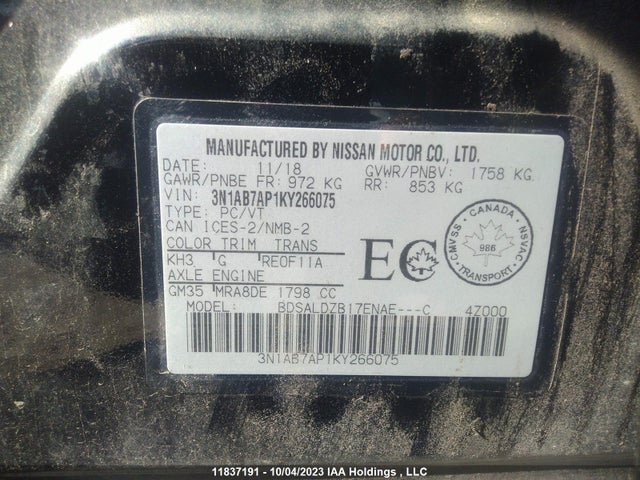 MANUFACTURED BY NISSAN MOTOR CO., LTD.
DATE: 11/18 GVWR/PNBV: 1758 KG
GAWR/PNBE FR: 972 KG RR: 853 KG
VIN: 3N1AB7AP1KY266075
TYPE: PC/VT
CAN ICES-2/NMB-2
COLOR TRIM TRANS
KH3 G RE0F11A
AXLE ENGINE
GM35 MRA8DE 1798 CC
MODEL: BDSALDZB17ENAE---C 4Z000
3N1AB7AP1KY266075
EC
CANADA
CMVSS
NSVAC
986
TRANSPORT
11837191 - 10/04/2023 IAA Holdings , LLC